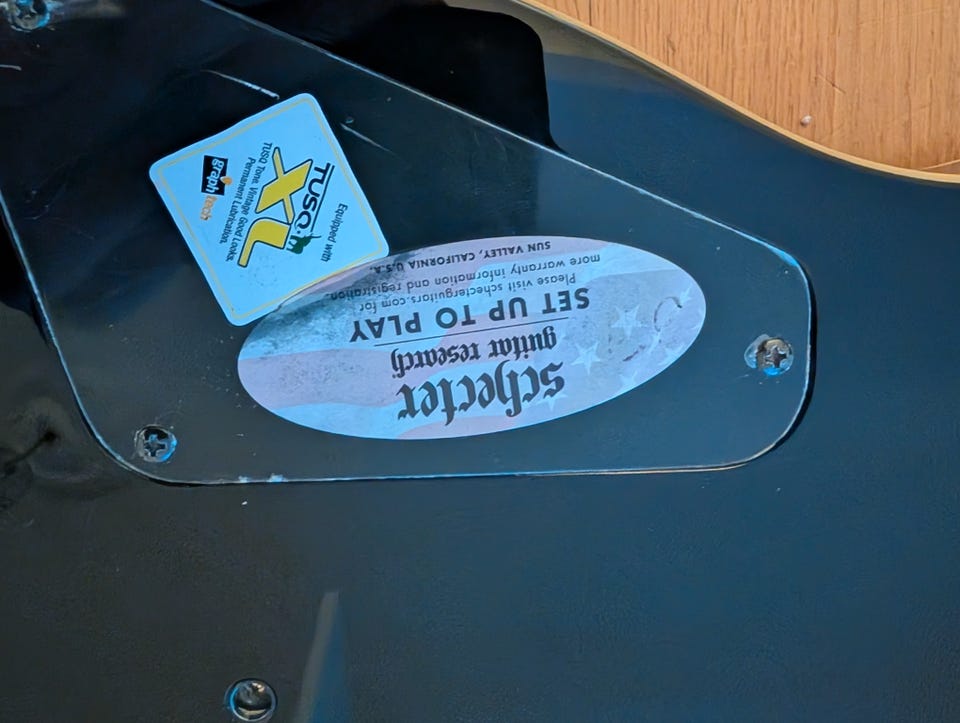 Equipped with
TUSQ
XL
TUSQ Tone. Vintage Good Looks.
Permanent Lubrication.
graph tech
schecter
guitar research
SET UP TO PLAY
Please visit schecterguitars.com for
more warranty information and registration.
SUN VALLEY, CALIFORNIA U.S.A.